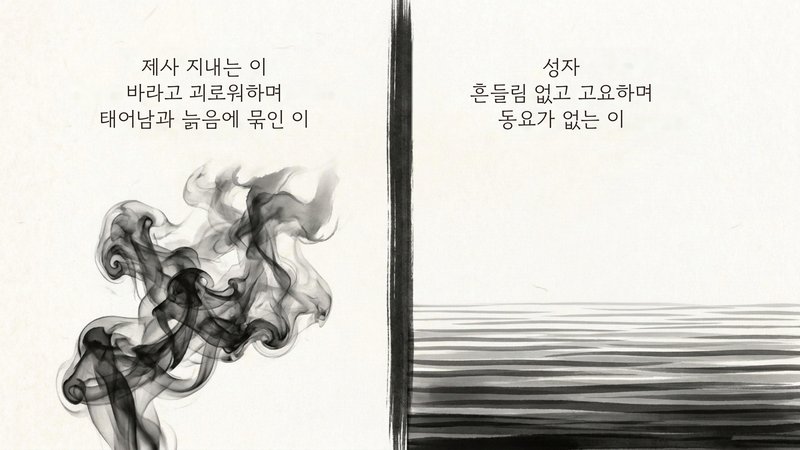 제사 지내는 이
바라고 괴로워하며
태어남과 늙음에 묶인 이
성자
흔들림 없고 고요하며
동요가 없는 이